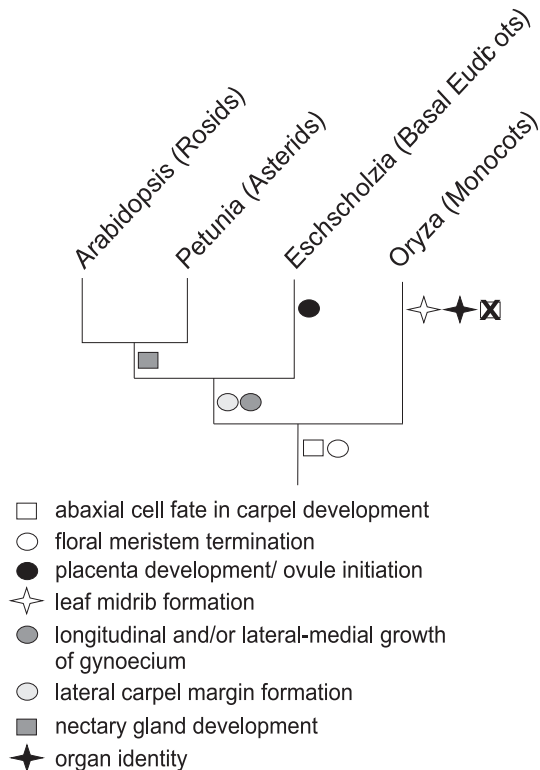 Arabidopsis (Rosids)
Petunia (Asterids)
Eschscholzia (Basal Eudicots)
Oryza (Monocots)
X
abaxial cell fate in carpel development
floral meristem termination
placenta development/ ovule initiation
leaf midrib formation
longitudinal and/or lateral-medial growth
of gynoecium
lateral carpel margin formation
nectary gland development
organ identity